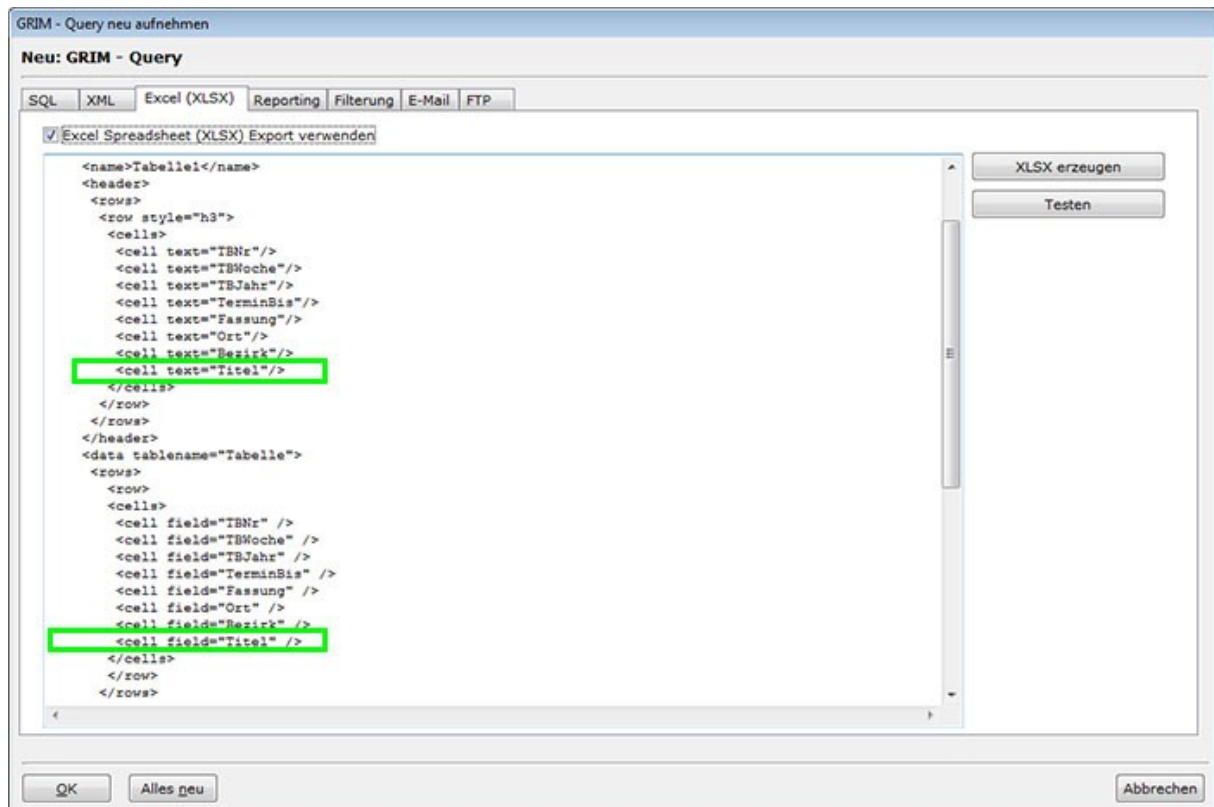 GRIM - Query neu aufnehmen
Neu: GRIM - Query
SQL XML Excel (XLSX) Reporting Filterung E-Mail FTP
Excel Spreadsheet (XLSX) Export verwenden
<name>Tabelle1</name>
<header>
<rows>
<row style="h3">
<cells>
<cell text="TBNr"/>
<cell text="TBWoche"/>
<cell text="TBJahr"/>
<cell text="TerminBis"/>
<cell text="Fassung"/>
<cell text="Ort"/>
<cell text="Bezirk"/>
<cell text="Titel"/>
</cells>
</row>
</rows>
</header>
<data tablename="Tabelle">
<rows>
<row>
<cells>
<cell field="TBNr" />
<cell field="TBWoche" />
<cell field="TBJahr" />
<cell field="TerminBis" />
<cell field="Fassung" />
<cell field="Ort" />
<cell field="Bezirk" />
<cell field="Titel" />
</cells>
</row>
</rows>
XLSX erzeugen
Testen
OK Alles neu Abbrechen